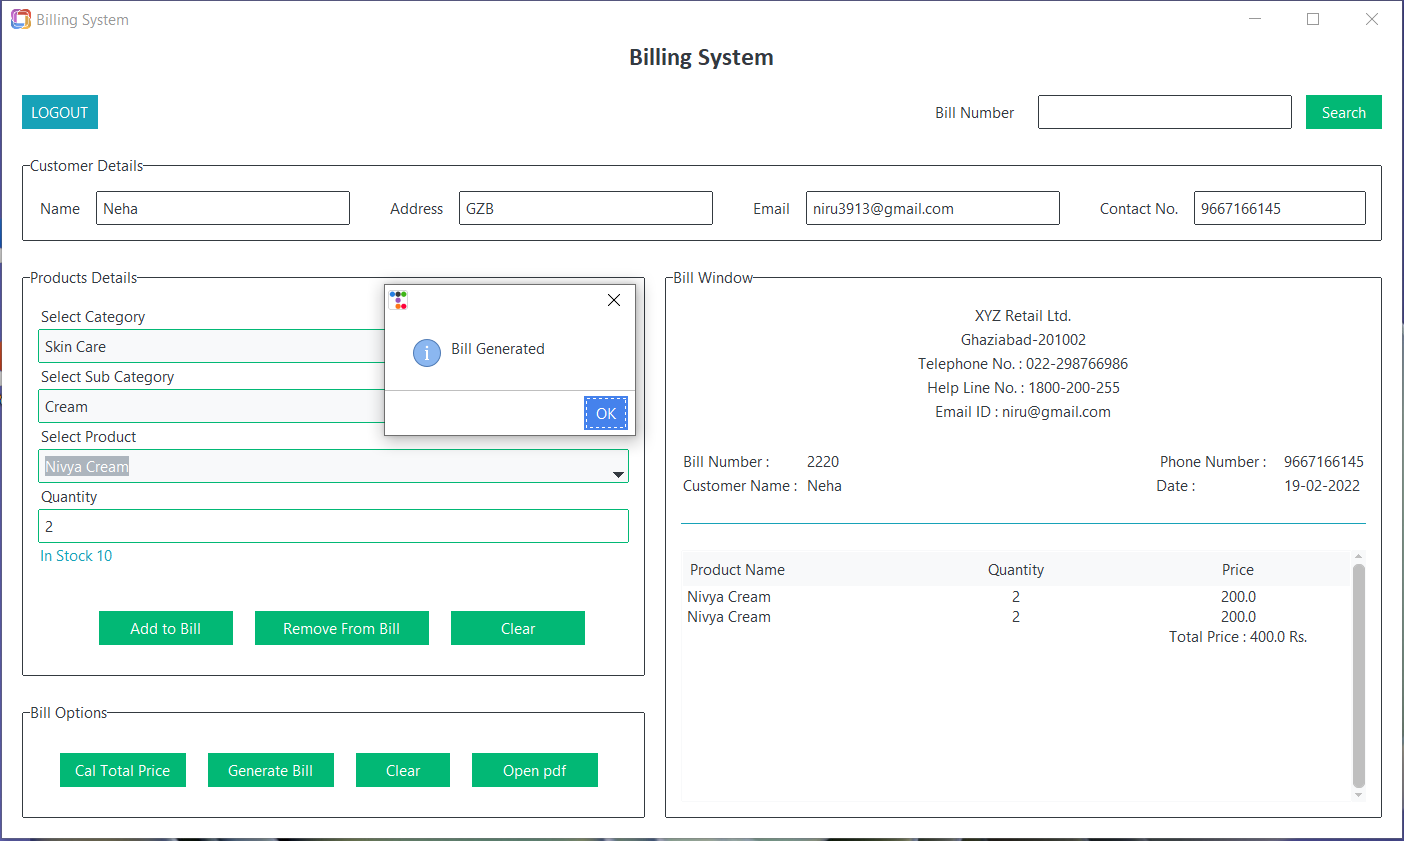 Billing System
Billing System
LOGOUT
Bill Number
Search
Customer Details
Name Neha Address GZB Email niru3913@gmail.com Contact No. 9667166145
Products Details
Select Category
Skin Care
Select Sub Category
Cream
Select Product
Nivya Cream
Quantity
2
In Stock 10
Add to Bill Remove From Bill Clear
Bill Generated
OK
Bill Options
Cal Total Price Generate Bill Clear Open pdf
Bill Window
XYZ Retail Ltd.
Ghaziabad-201002
Telephone No. : 022-298766986
Help Line No. : 1800-200-255
Email ID : niru@gmail.com
Bill Number : 2220 Phone Number : 9667166145
Customer Name : Neha Date : 19-02-2022
Product Name Quantity Price
Nivya Cream 2 200.0
Nivya Cream 2 200.0
Total Price : 400.0 Rs.